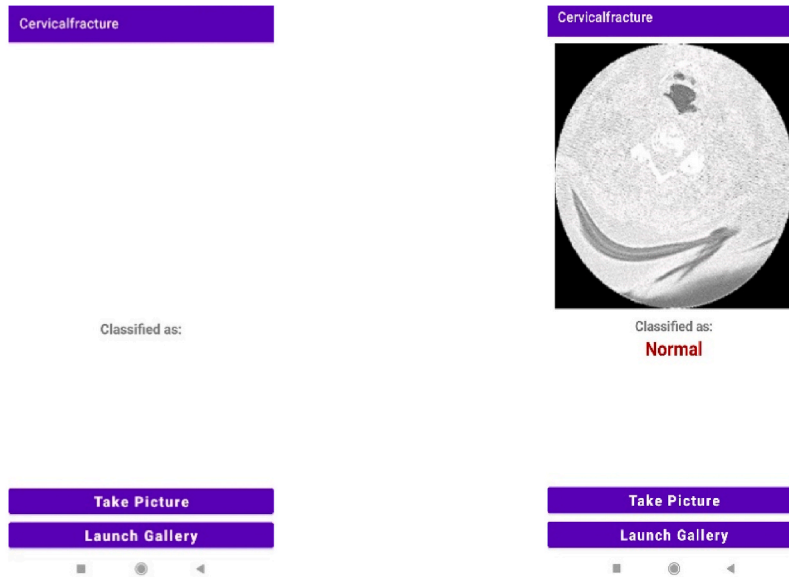 Cervicalfracture
Classified as:
Take Picture
Launch Gallery
Cervicalfracture
Classified as:
Normal
Take Picture
Launch Gallery